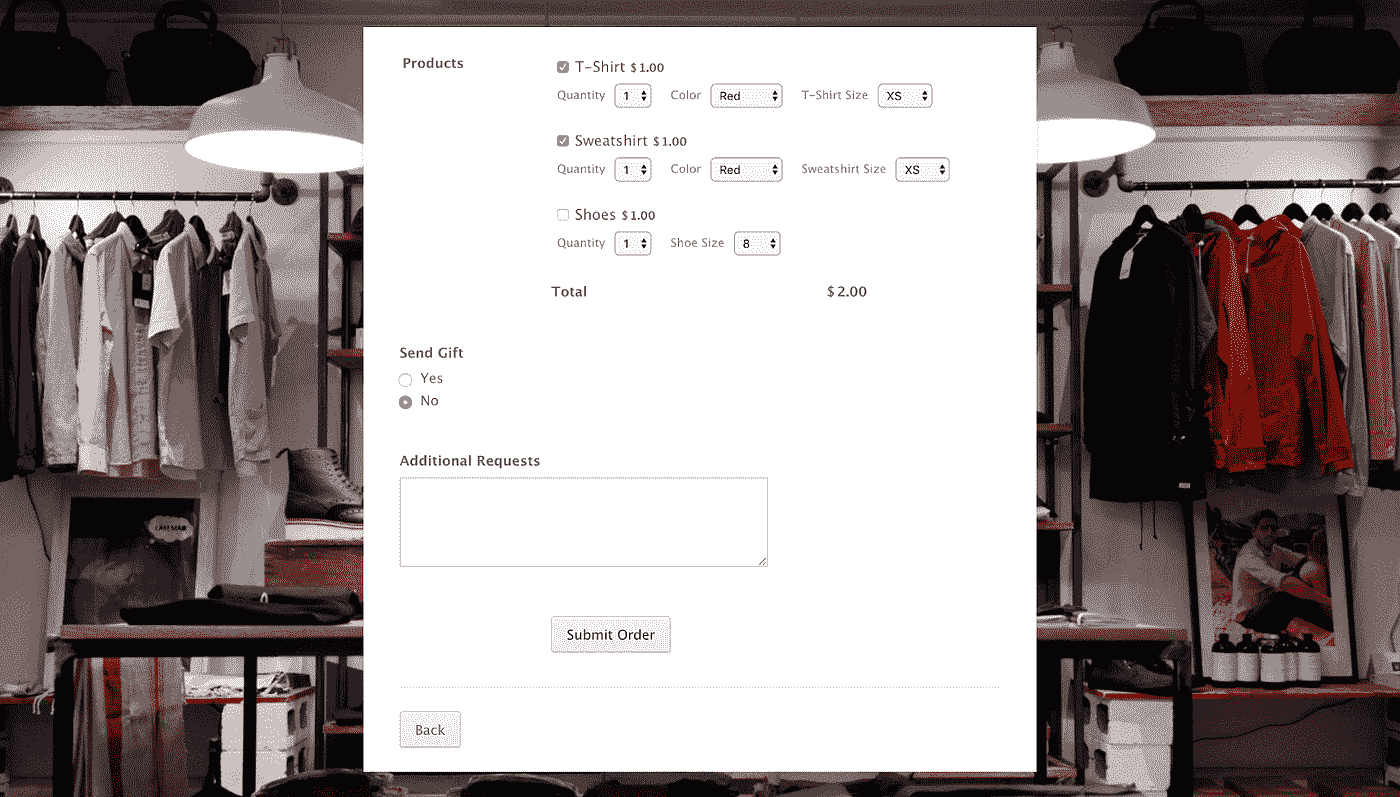 Products
T-Shirt $1.00
Quantity 1 Color Red T-Shirt Size XS
Sweatshirt $1.00
Quantity 1 Color Red Sweatshirt Size XS
Shoes $1.00
Quantity 1 Shoe Size 8
Total $2.00
Send Gift
Yes
No
Additional Requests
Submit Order
Back